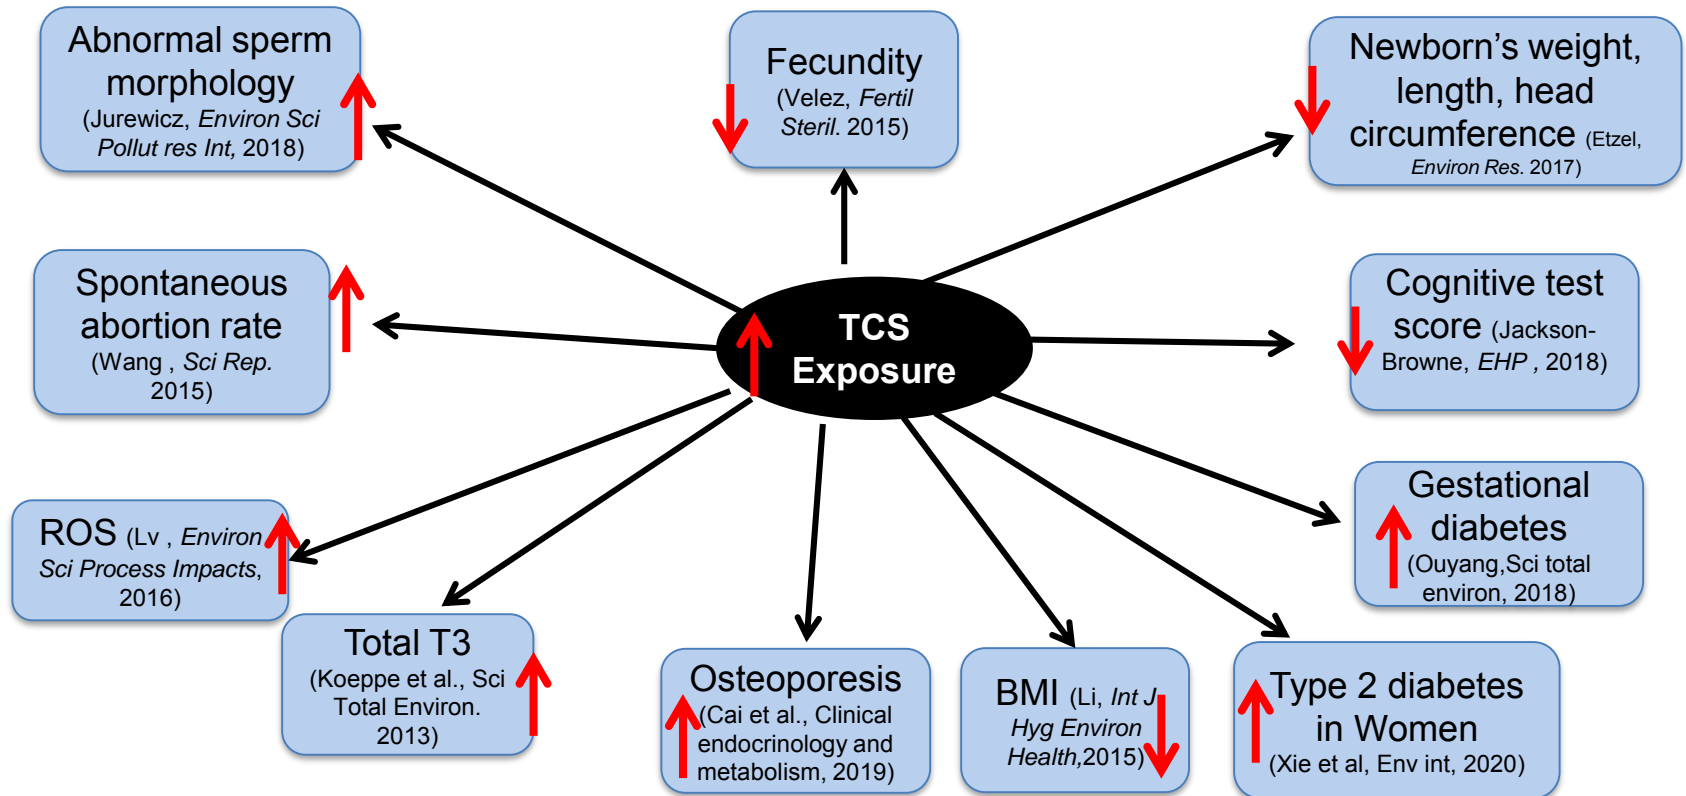 Abnormal sperm
morphology
(Jurewicz, Environ Sci
Pollut res Int, 2018)
Fecundity
(Velez, Fertil
Steril. 2015)
Newborn’s weight,
length, head
circumference (Etzel,
Environ Res. 2017)
Spontaneous
abortion rate
(Wang , Sci Rep.
2015)
TCS
Exposure
Cognitive test
score (Jackson-
Browne, EHP , 2018)
ROS (Lv , Environ
Sci Process Impacts,
2016)
Gestational
diabetes
(Ouyang,Sci total
environ, 2018)
Total T3
(Koeppe et al., Sci
Total Environ.
2013)
Osteoporesis
(Cai et al., Clinical
endocrinology and
metabolism, 2019)
BMI (Li, Int J
Hyg Environ
Health,2015)
Type 2 diabetes
in Women
(Xie et al, Env int, 2020)